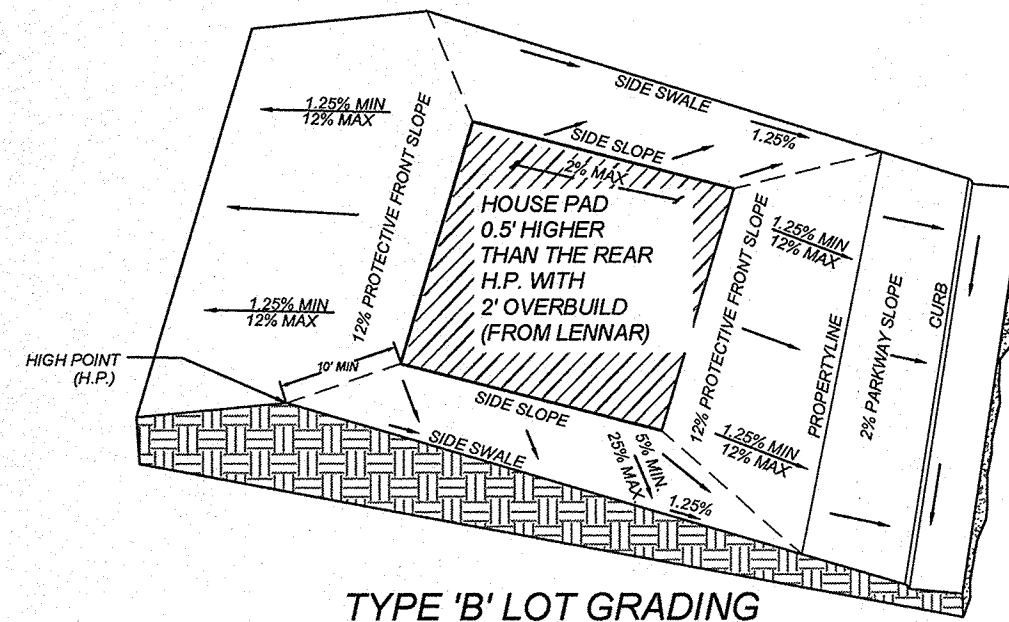 1.25% MIN
12% MAX
12% PROTECTIVE FRONT SLOPE
1.25% MIN
12% MAX
HIGH POINT
(H.P.)
10' MIN
SIDE SWALE
1.25%
SIDE SLOPE
2% MAX
HOUSE PAD
0.5' HIGHER
THAN THE REAR
H.P. WITH
2' OVERBUILD
(FROM LENNAR)
SIDE SLOPE
SIDE SWALE
5% MIN.
25% MAX
1.25%
12% PROTECTIVE FRONT SLOPE
1.25% MIN
12% MAX
1.25% MIN
12% MAX
PROPERTYLINE
2% PARKWAY SLOPE
CURB
TYPE 'B' LOT GRADING